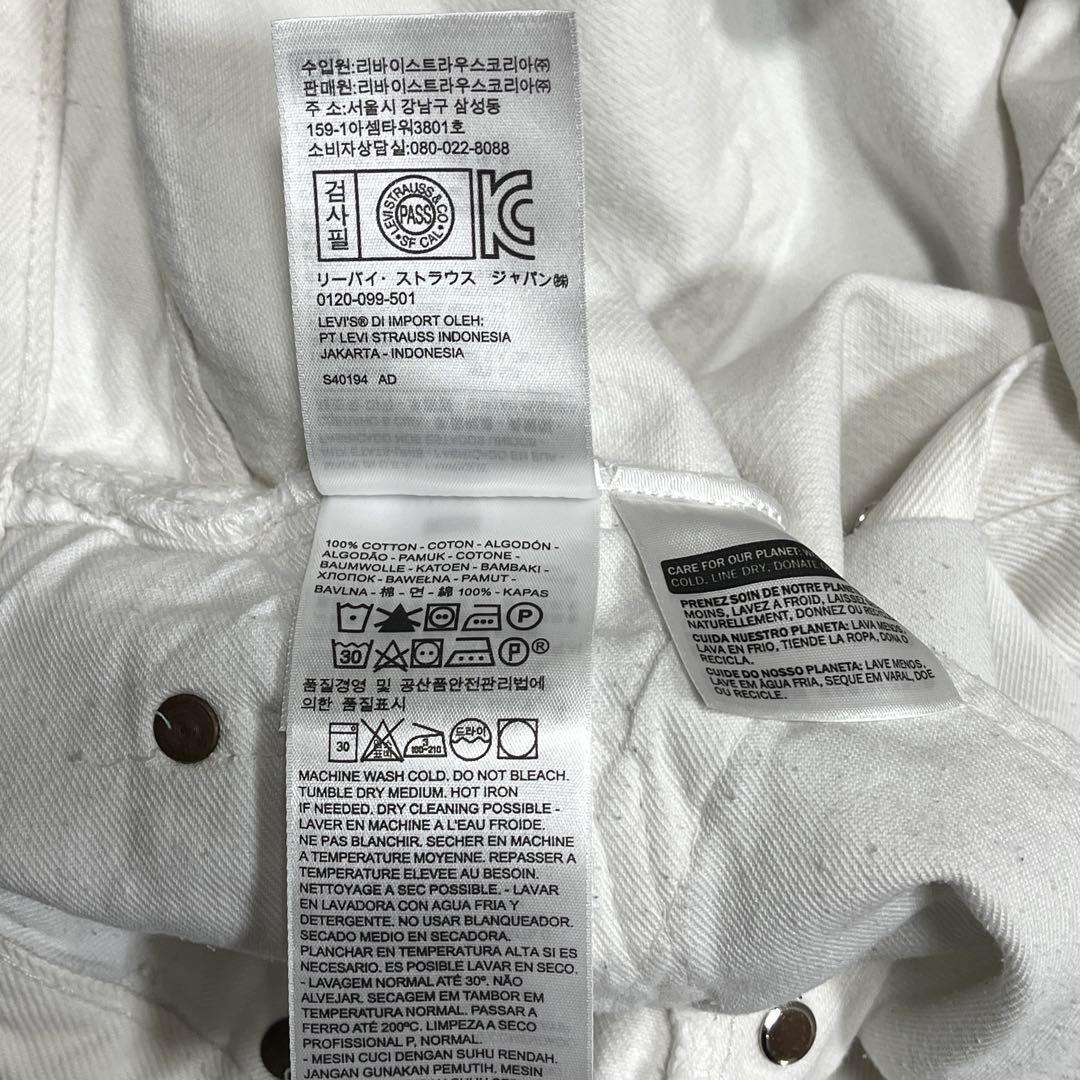 수입원:리바이스트라우스코리아㈜
판매원:리바이스트라우스코리아㈜
주 소:서울시 강남구 삼성동
159-1아셈타워3801호
소비자상담실:080-022-8088
검사필
LEVI STRAUSS & CO
PASS
SF CAL
リーバイ・ストラウス ジャパン㈱
0120-099-501
LEVI'S® DI IMPORT OLEH:
PT LEVI STRAUSS INDONESIA
JAKARTA - INDONESIA
S40194 AD
100% COTTON - COTON - ALGODÓN -
ALGODÃO - PAMUK - COTONE -
BAUMWOLLE - KATOEN - BAMBAKI -
ХЛОПОК - BAWEŁNA - PAMUT -
BAVLNA - 棉 - 면 - 綿 100% - KAPAS
P
30 P ®
품질경영 및 공산품안전관리법에
의한 품질표시
30 3 180-210 드라이
MACHINE WASH COLD. DO NOT BLEACH.
TUMBLE DRY MEDIUM. HOT IRON
IF NEEDED. DRY CLEANING POSSIBLE -
LAVER EN MACHINE A L'EAU FROIDE.
NE PAS BLANCHIR. SECHER EN MACHINE
A TEMPERATURE MOYENNE. REPASSER A
TEMPERATURE ELEVEE AU BESOIN.
NETTOYAGE A SEC POSSIBLE. - LAVAR
EN LAVADORA CON AGUA FRIA Y
DETERGENTE. NO USAR BLANQUEADOR.
SECADO MEDIO EN SECADORA.
PLANCHAR EN TEMPERATURA ALTA SI ES
NECESARIO. ES POSIBLE LAVAR EN SECO.
- LAVAGEM NORMAL ATÉ 30º. NÃO
ALVEJAR. SECAGEM EM TAMBOR EM
TEMPERATURA NORMAL. PASSAR A
FERRO ATÉ 200ºC. LIMPEZA A SECO
PROFISSIONAL P, NORMAL.
- MESIN CUCI DENGAN SUHU RENDAH.
JANGAN GUNAKAN PEMUTIH. MESIN
CARE FOR OUR PLANET:
COLD, LINE DRY, DONATE
PRENEZ SOIN DE NOTRE
MOINS, LAVEZ A FROID,
NATURELLEMENT, DONNEZ OU
CUIDA NUESTRO PLANETA: LAVA MENOS,
LAVA EN FRIO, TIENDE LA ROPA, DONA O
RECICLA.
CUIDE DO NOSSO PLANETA: LAVE MENOS,
LAVE EM ÁGUA FRIA, SEQUE EM VARAL, DOE
OU RECICLE.